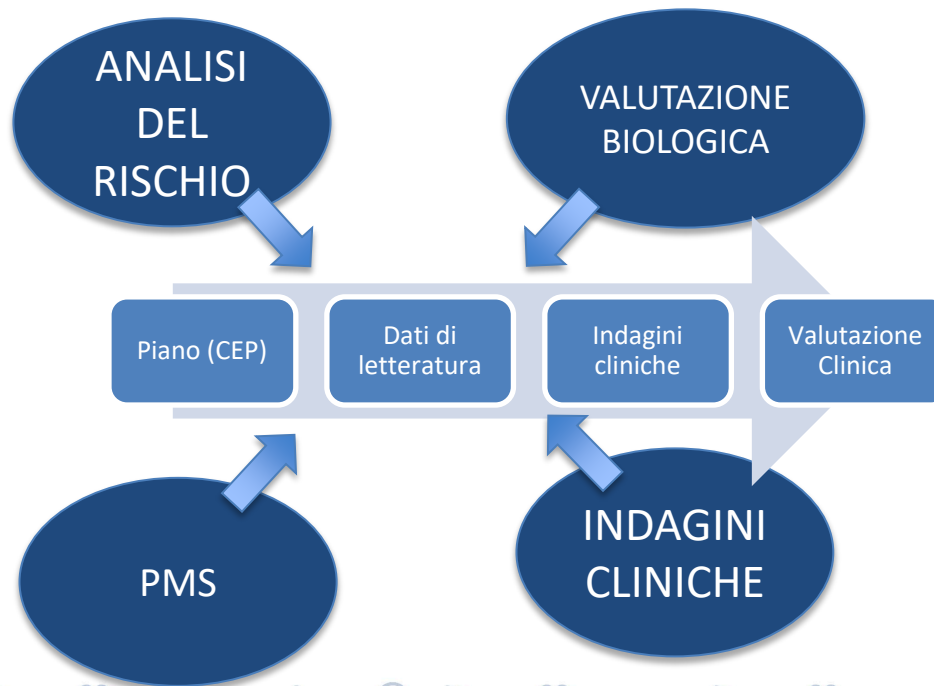 ANALISI
DEL
RISCHIO
VALUTAZIONE
BIOLOGICA
Piano (CEP)
Dati di
letteratura
Indagini
cliniche
Valutazione
Clinica
PMS
INDAGINI
CLINICHE